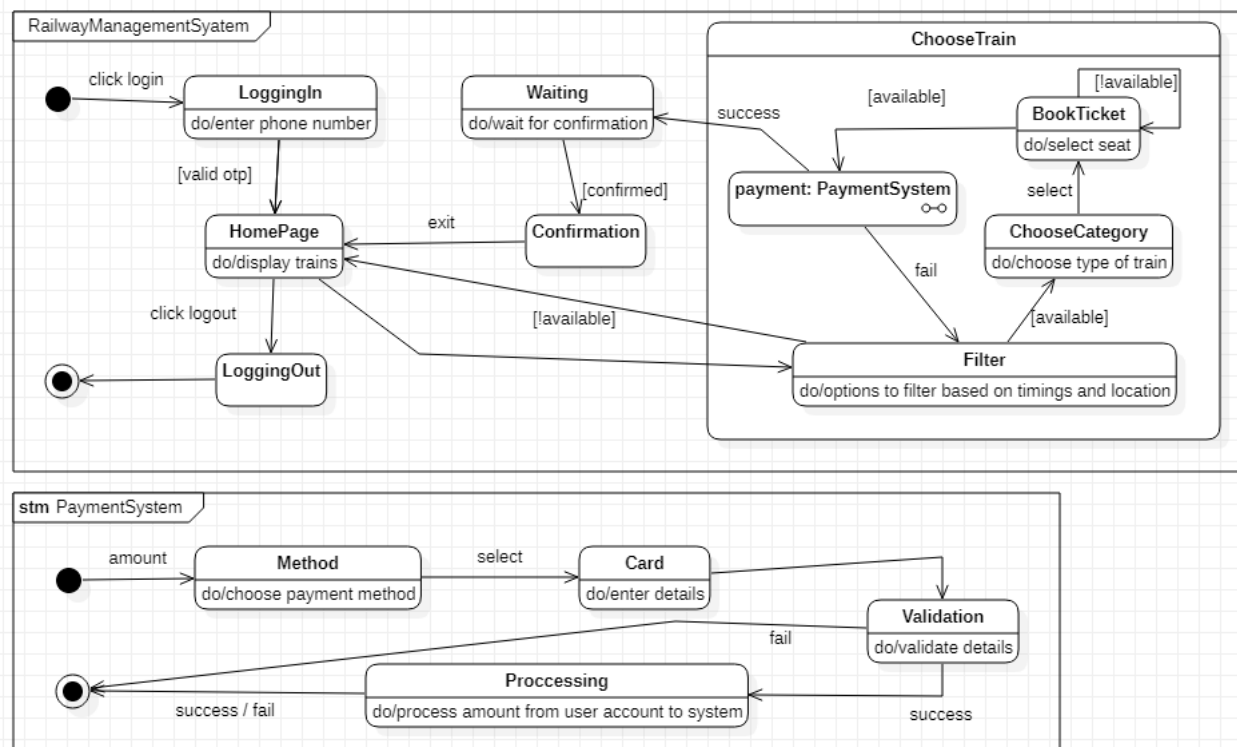 RailwayManagementSyatem
ChooseTrain
click login
LoggingIn
do/enter phone number
Waiting
do/wait for confirmation
success
[available]
[!available]
BookTicket
do/select seat
[valid otp]
[confirmed]
payment: PaymentSystem
select
HomePage
do/display trains
exit
Confirmation
ChooseCategory
do/choose type of train
fail
click logout
[!available]
[available]
LoggingOut
Filter
do/options to filter based on timings and location
stm PaymentSystem
amount
Method
do/choose payment method
select
Card
do/enter details
Validation
do/validate details
fail
Proccessing
do/process amount from user account to system
success / fail
success